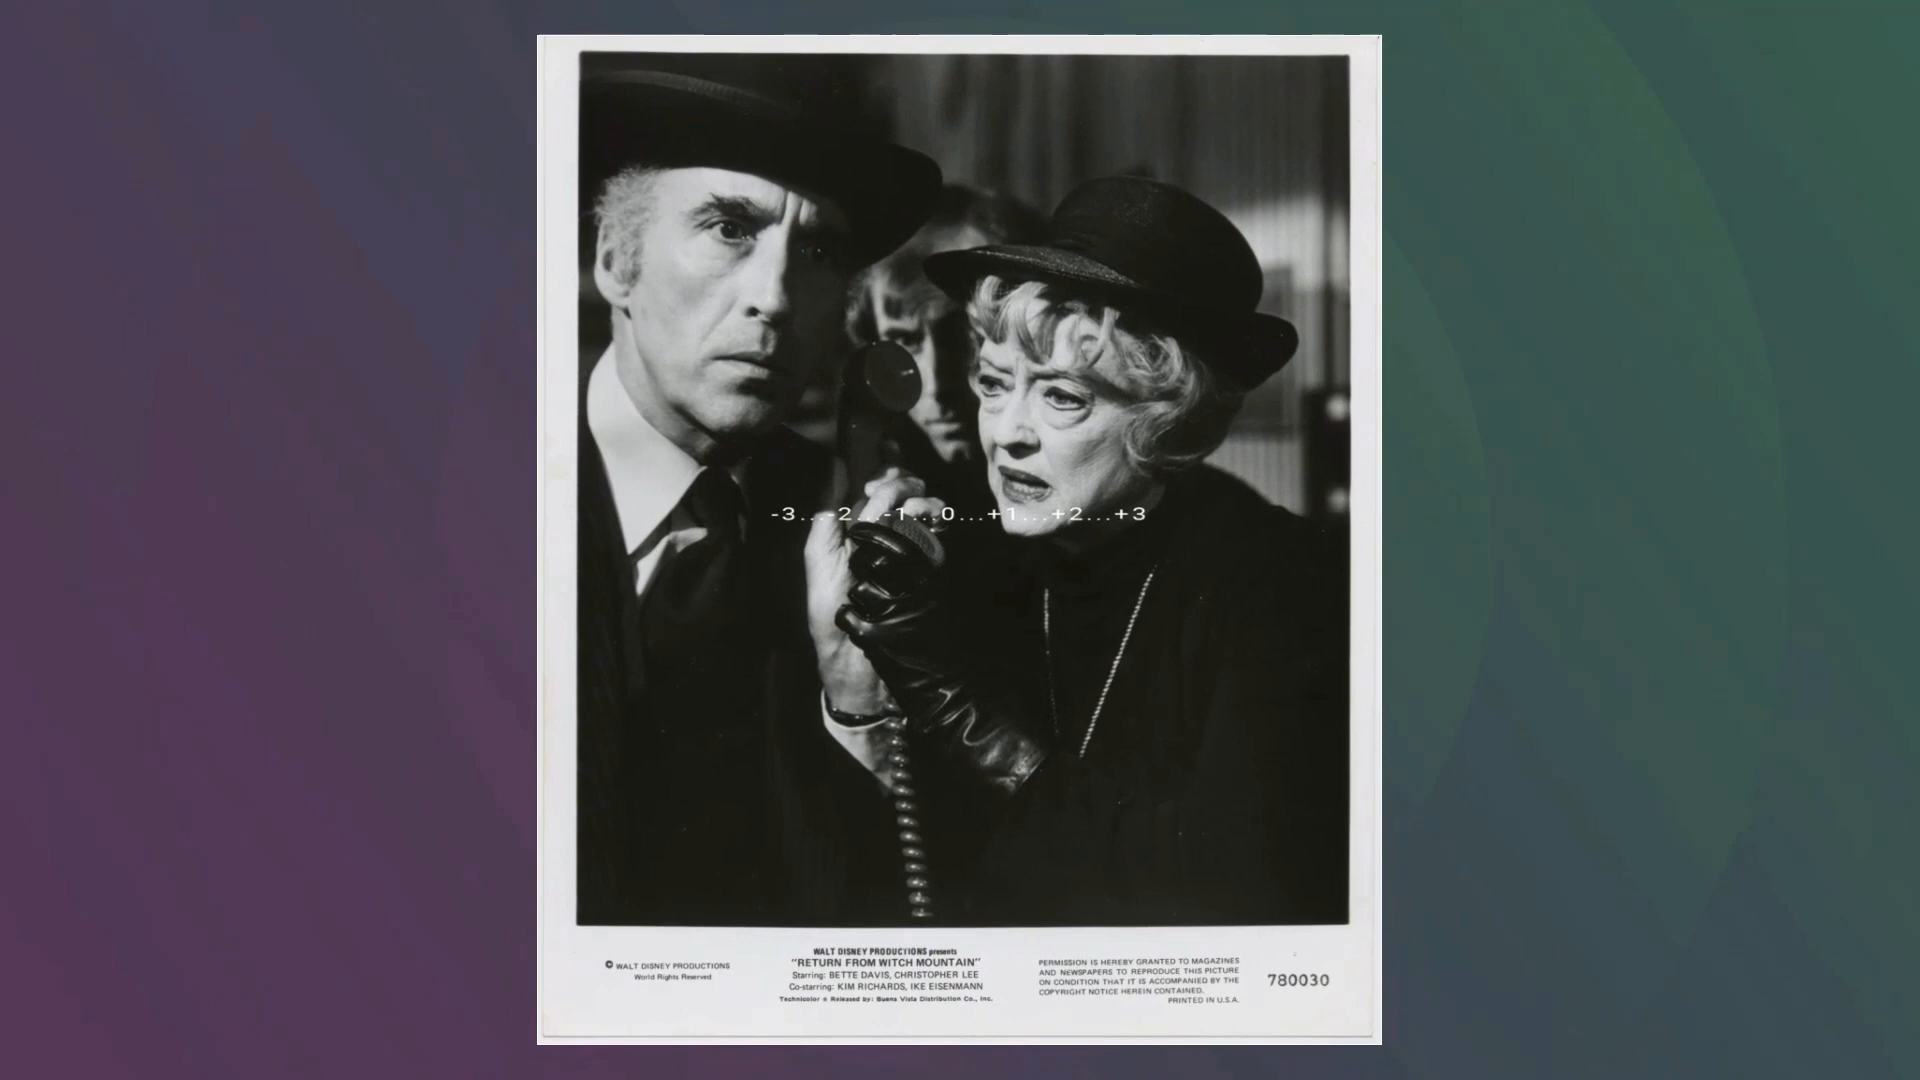 -3...-2...-1...0...+1...+2...+3
© WALT DISNEY PRODUCTIONS
World Rights Reserved
WALT DISNEY PRODUCTIONS presents
"RETURN FROM WITCH MOUNTAIN"
Starring: BETTE DAVIS, CHRISTOPHER LEE
Co-starring: KIM RICHARDS, IKE EISENMANN
Technicolor ® Released by: Buena Vista Distribution Co., Inc.
PERMISSION IS HEREBY GRANTED TO MAGAZINES
AND NEWSPAPERS TO REPRODUCE THIS PICTURE
ON CONDITION THAT IT IS ACCOMPANIED BY THE
COPYRIGHT NOTICE HEREIN CONTAINED.
PRINTED IN U.S.A.
780030